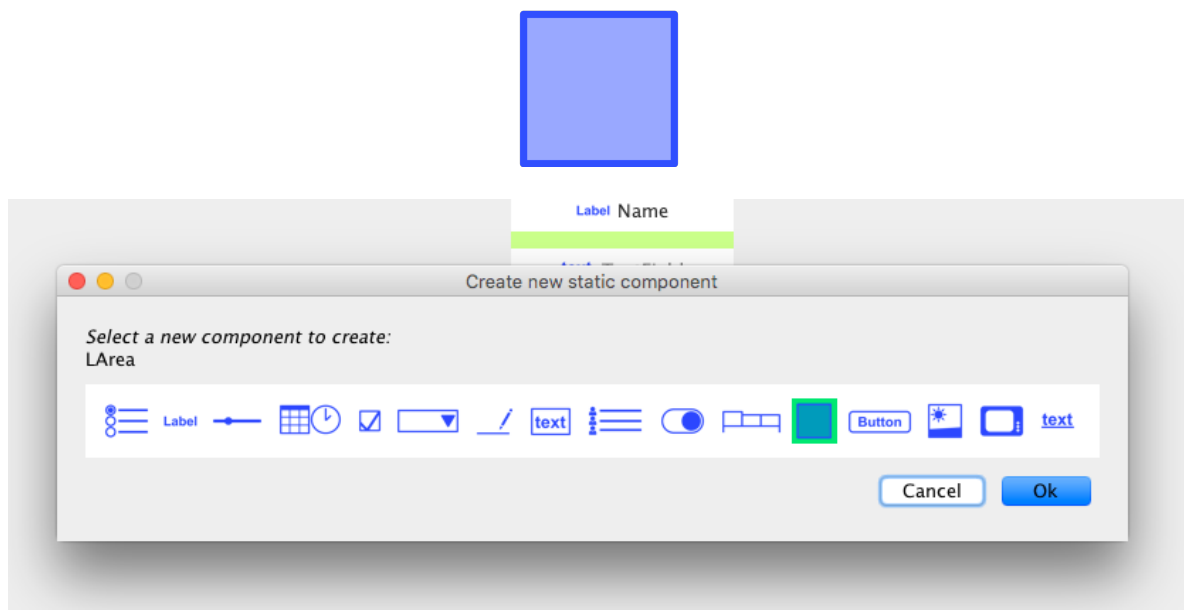 Label Name
Create new static component
Select a new component to create:
LArea
Label
text
Button
text
Cancel
Ok